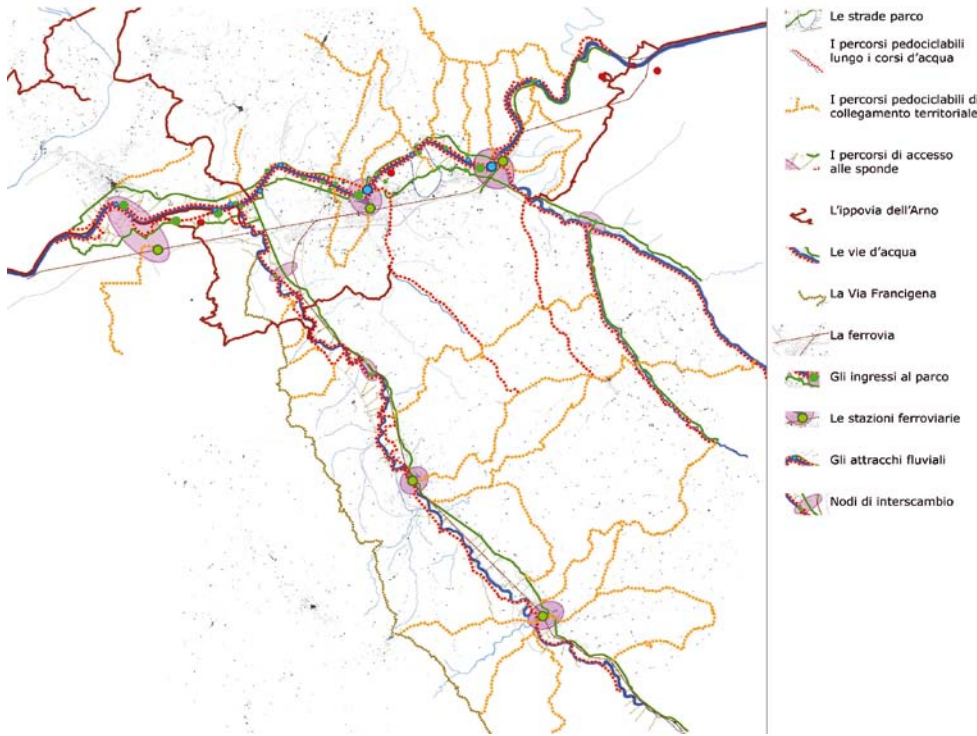 Le strade parco
I percorsi pedociclabili
lungo i corsi d'acqua
I percorsi pedociclabili di
collegamento territoriale
I percorsi di accesso
alle sponde
L'ippovia dell'Arno
Le vie d'acqua
La Via Francigena
La ferrovia
Gli ingressi al parco
Le stazioni ferroviarie
Gli attracchi fluviali
Nodi di interscambio